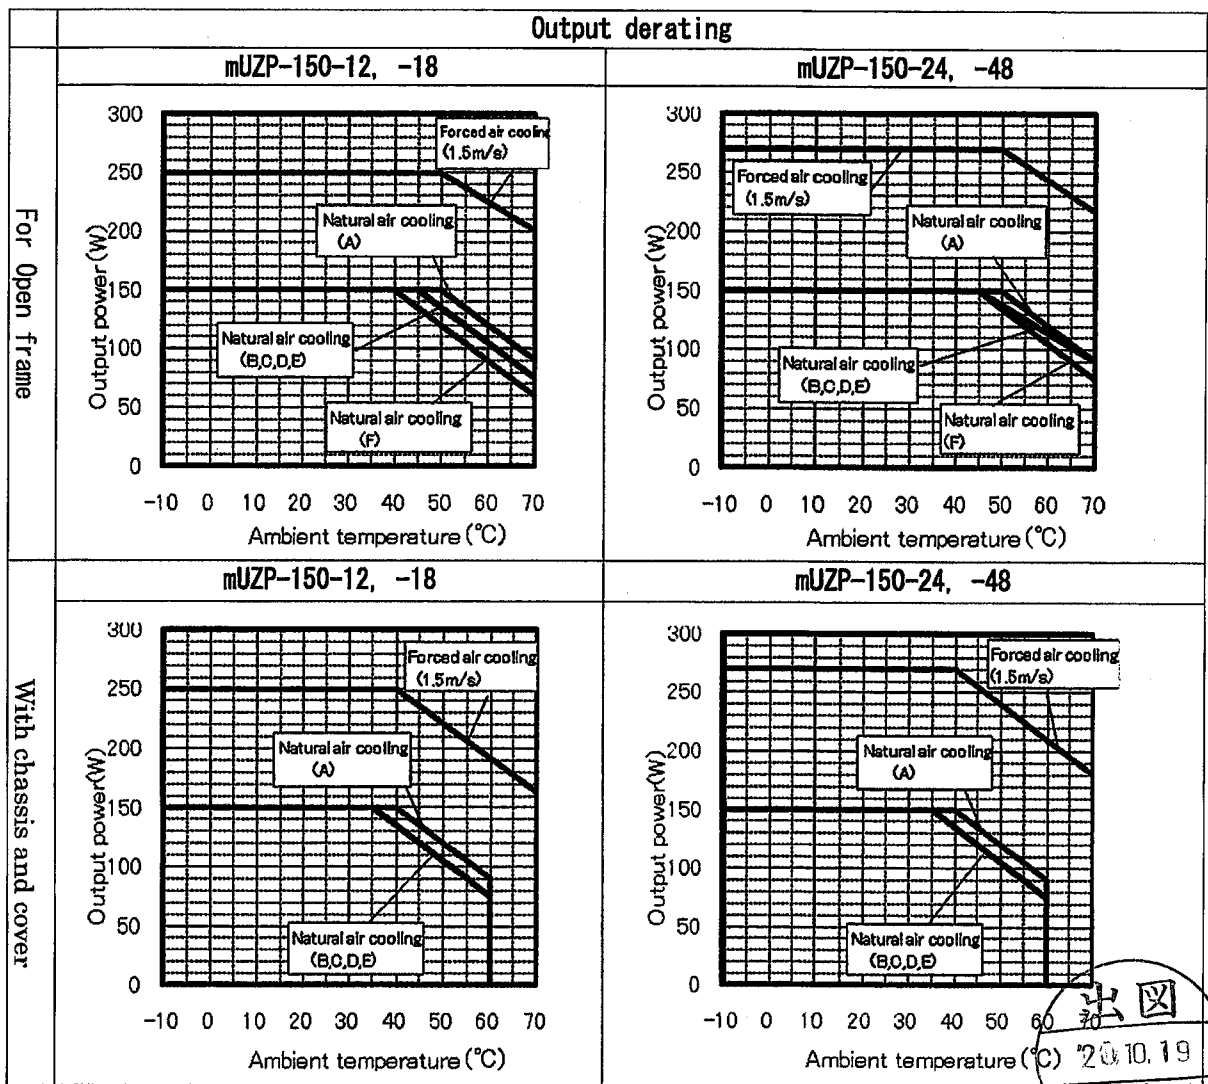 Output derating
For Open frame
mUZP-150-12, -18
300
250
200
150
100
50
0
Output power(W)
Forced air cooling
(1.5m/s)
Natural air cooling
(A)
Natural air cooling
(B,C,D,E)
Natural air cooling
(F)
-10 0 10 20 30 40 50 60 70
Ambient temperature(°C)
mUZP-150-24, -48
300
250
200
150
100
50
0
Output power(W)
Forced air cooling
(1.5m/s)
Natural air cooling
(A)
Natural air cooling
(B,C,D,E)
Natural air cooling
(F)
-10 0 10 20 30 40 50 60 70
Ambient temperature(°C)
With chassis and cover
mUZP-150-12, -18
300
250
200
150
100
50
0
Output power(W)
Forced air cooling
(1.5m/s)
Natural air cooling
(A)
Natural air cooling
(B,C,D,E)
-10 0 10 20 30 40 50 60 70
Ambient temperature(°C)
mUZP-150-24, -48
300
250
200
150
100
50
0
Output power(W)
Forced air cooling
(1.5m/s)
Natural air cooling
(A)
Natural air cooling
(B,C,D,E)
-10 0 10 20 30 40 50 60 70
Ambient temperature(°C)
出図
'20.10.19